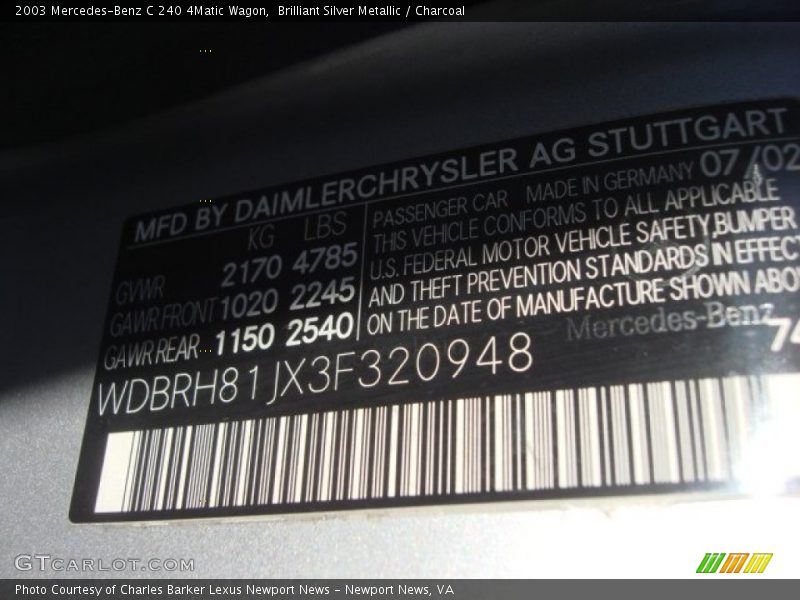 2003 Mercedes-Benz C 240 4Matic Wagon,  Brilliant Silver Metallic / Charcoal
MFD BY DAIMLERCHRYSLER AG STUTTGART
KG LBS
GVWR 2170 4785
GAWR FRONT 1020 2245
GAWR REAR 1150 2540
PASSENGER CAR MADE IN GERMANY 07/02
THIS VEHICLE CONFORMS TO ALL APPLICABLE
U.S. FEDERAL MOTOR VEHICLE SAFETY, BUMPER
AND THEFT PREVENTION STANDARDS IN EFFECT
ON THE DATE OF MANUFACTURE SHOWN ABOV
Mercedes-Benz
74
WDBRH81JX3F320948
GTCARLOT.COM
Photo Courtesy of Charles Barker Lexus Newport News - Newport News, VA